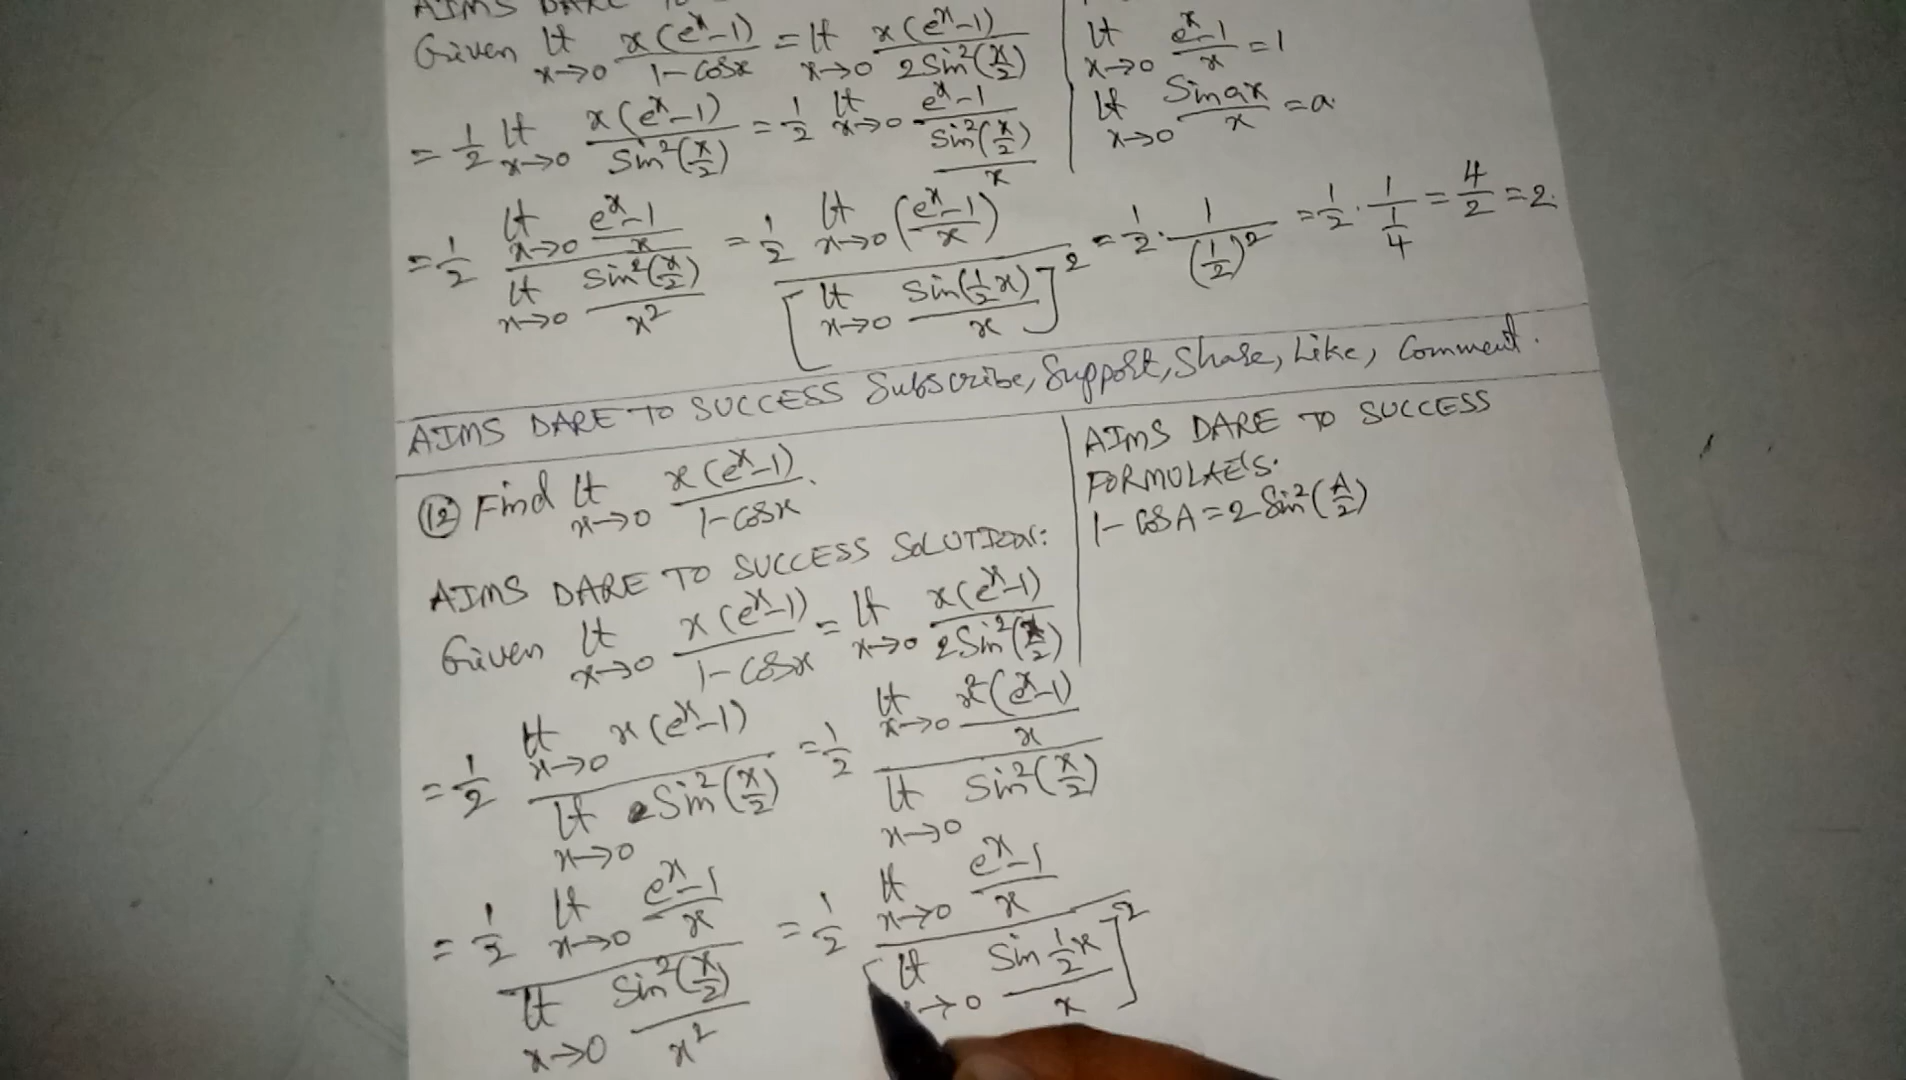 AIMS DARE TO
Given lt x→0 x(e^x-1)/1-cosx = lt x→0 x(e^x-1)/2Sin²(x/2)
= 1/2 lt x→0 x(e^x-1)/Sin²(x/2) = 1/2 lt x→0 e^x-1/(Sin²(x/2)/x)
= 1/2 (lt x→0 (e^x-1)/x)/(lt x→0 Sin²(x/2)/x²) = 1/2 (lt x→0 ((e^x-1)/x))/[lt x→0 Sin(1/2 x)/x]² = 1/2 · 1/(1/2)² = 1/2 · 1/(1/4) = 4/2 = 2.
lt x→0 (e^x-1)/x = 1
lt x→0 Sin ax/x = a.
AIMS DARE TO SUCCESS Subscribe, Support, Share, Like, Comment.
(12) Find lt x→0 x(e^x-1)/1-cosx.
AIMS DARE TO SUCCESS SOLUTION:
Given lt x→0 x(e^x-1)/1-cosx = lt x→0 x(e^x-1)/2Sin²(x/2)
= 1/2 (lt x→0 x(e^x-1))/(lt x→0 Sin²(x/2)) = 1/2 (lt x→0 x²(e^x-1)/x)/(lt x→0 Sin²(x/2))
= 1/2 (lt x→0 (e^x-1)/x)/(lt x→0 Sin²(x/2)/x²) = 1/2 (lt x→0 (e^x-1)/x)/[lt x→0 Sin 1/2 x/x]²
AIMS DARE TO SUCCESS
FORMULAE'S.
1-cosA = 2Sin²(A/2)